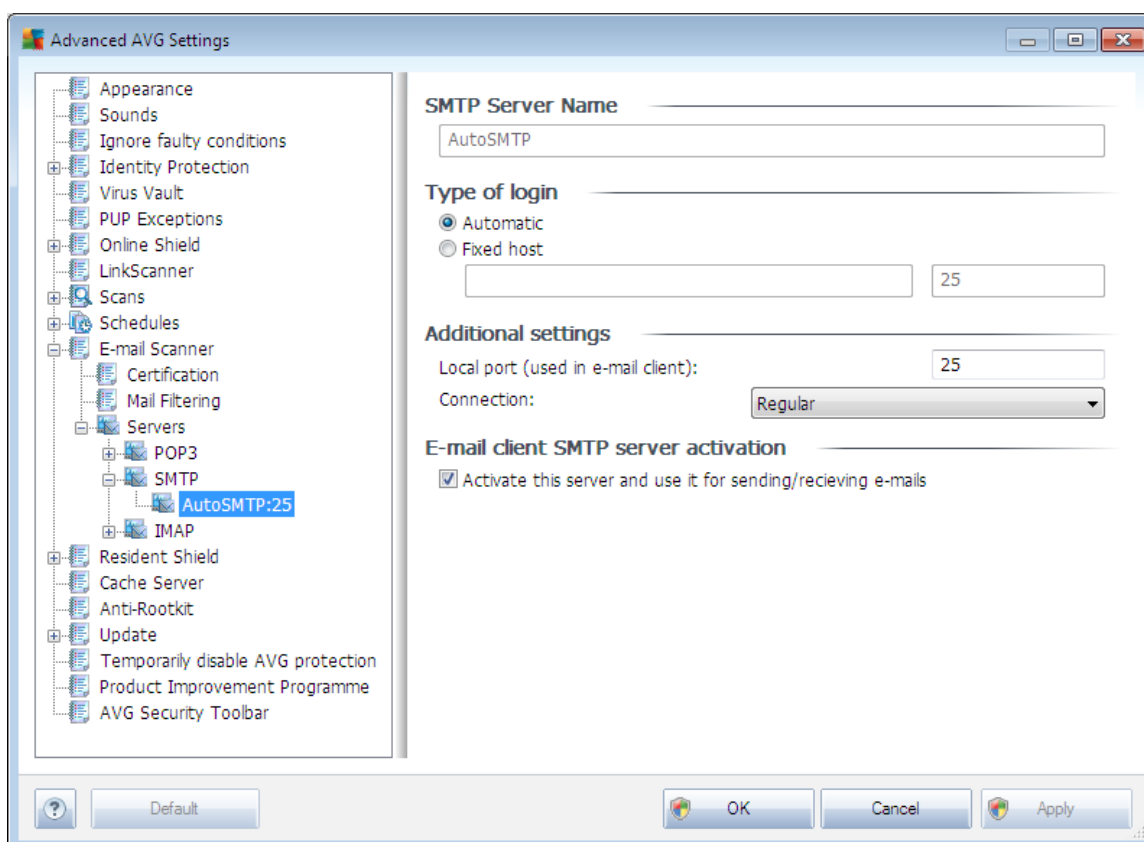 Advanced AVG Settings
Appearance
Sounds
Ignore faulty conditions
Identity Protection
Virus Vault
PUP Exceptions
Online Shield
LinkScanner
Scans
Schedules
E-mail Scanner
Certification
Mail Filtering
Servers
POP3
SMTP
AutoSMTP:25
IMAP
Resident Shield
Cache Server
Anti-Rootkit
Update
Temporarily disable AVG protection
Product Improvement Programme
AVG Security Toolbar
SMTP Server Name
AutoSMTP
Type of login
Automatic
Fixed host
25
Additional settings
Local port (used in e-mail client): 25
Connection: Regular
E-mail client SMTP server activation
Activate this server and use it for sending/recieving e-mails
? Default OK Cancel Apply